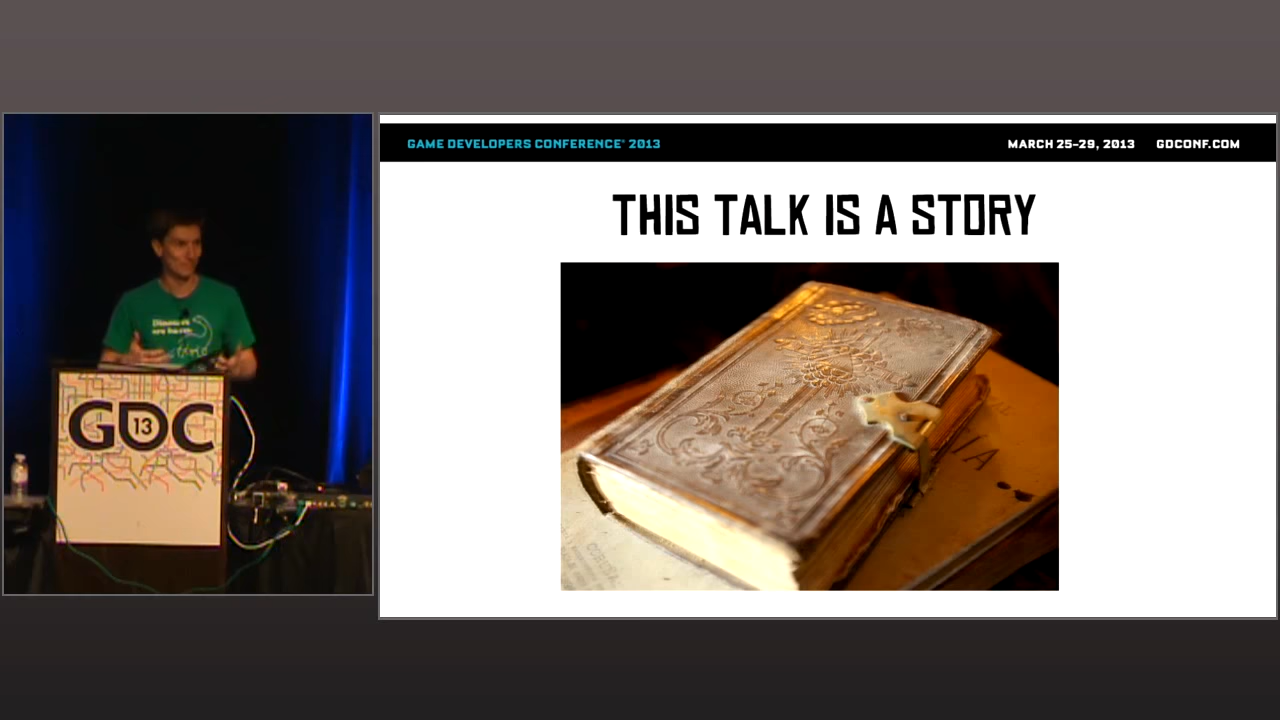 GAME DEVELOPERS CONFERENCE® 2013
MARCH 25-29, 2013 GDCONF.COM
THIS TALK IS A STORY
GDC
13